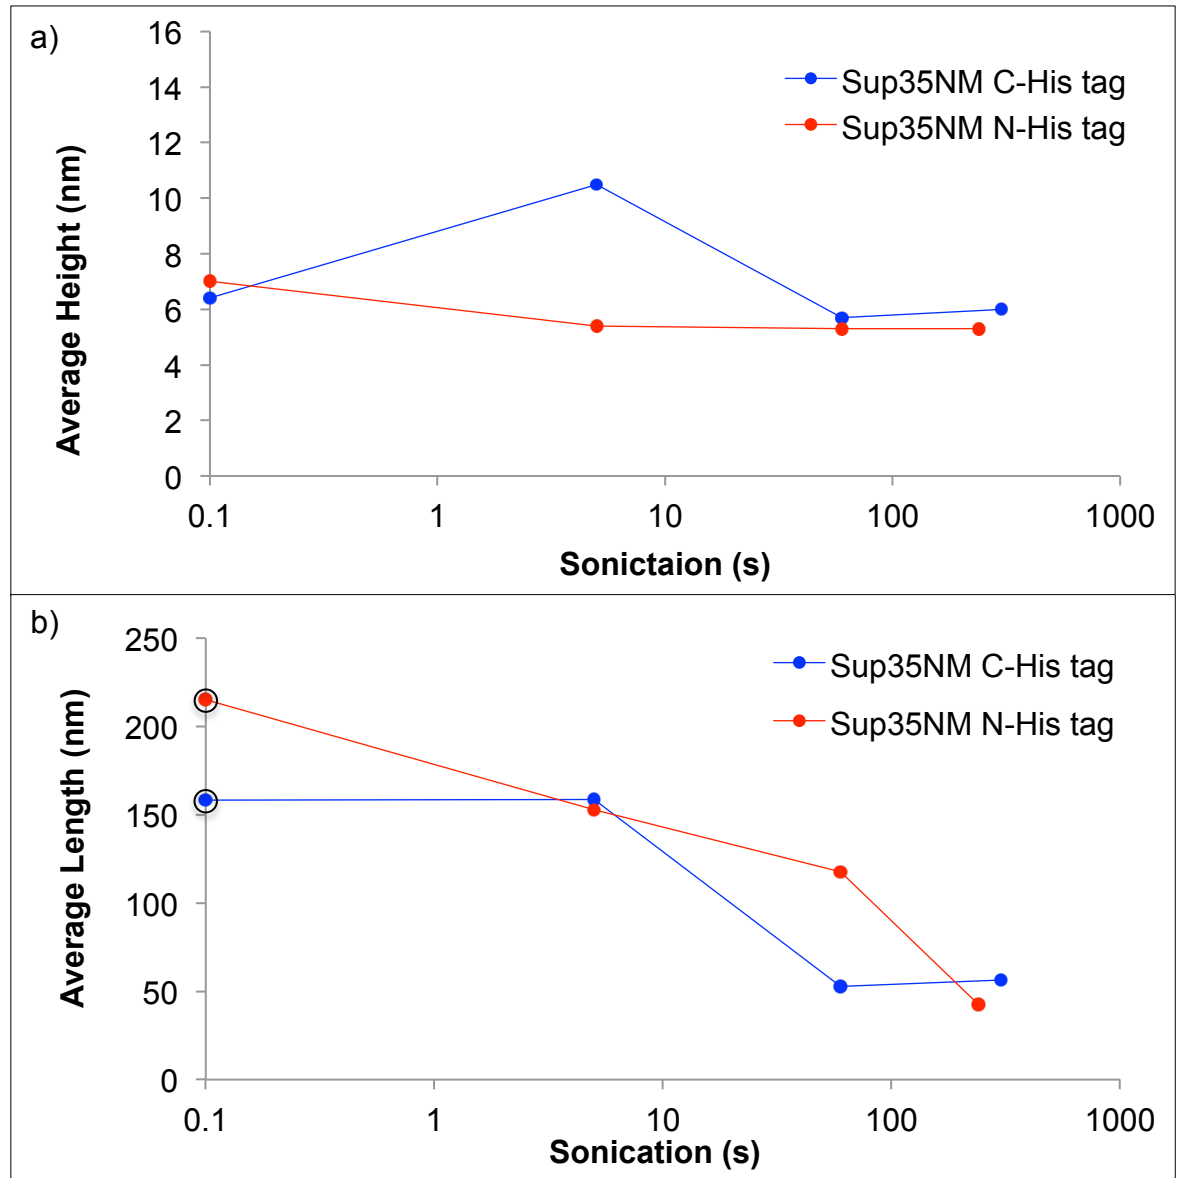 a)
16
14
12
10
8
6
4
2
0
Average Height (nm)
Sup35NM C-His tag
Sup35NM N-His tag
0.1 1 10 100 1000
Sonictaion (s)
b)
250
200
150
100
50
0
Average Length (nm)
Sup35NM C-His tag
Sup35NM N-His tag
0.1 1 10 100 1000
Sonication (s)